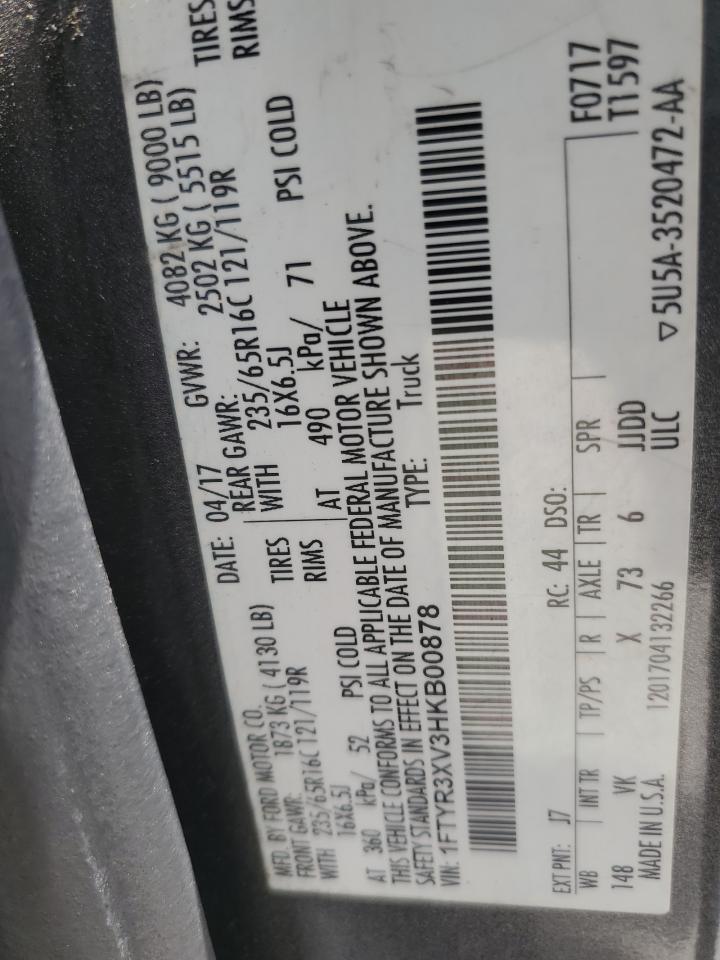 MFD. BY FORD MOTOR CO.
DATE: 04/17 GVWR: 4082 KG ( 9000 LB)
FRONT GAWR: 1873 KG ( 4130 LB) REAR GAWR: 2502 KG ( 5515 LB)
WITH 235/65R16C 121/119R TIRES WITH 235/65R16C 121/119R TIRES
16X6.5J RIMS 16X6.5J RIMS
AT 360 kPa/ 52 PSI COLD AT 490 kPa/ 71 PSI COLD
THIS VEHICLE CONFORMS TO ALL APPLICABLE FEDERAL MOTOR VEHICLE
SAFETY STANDARDS IN EFFECT ON THE DATE OF MANUFACTURE SHOWN ABOVE.
VIN: 1FTYR3XV3HKB00878 TYPE: Truck
F0717
T1597
EXT PNT: J7 RC: 44 DSO:
WB INT TR TP/PS R AXLE TR SPR
148 VK X 73 6 JJDD
ULC
MADE IN U.S.A. 1201704132266
▽5U5A-3520472-AA